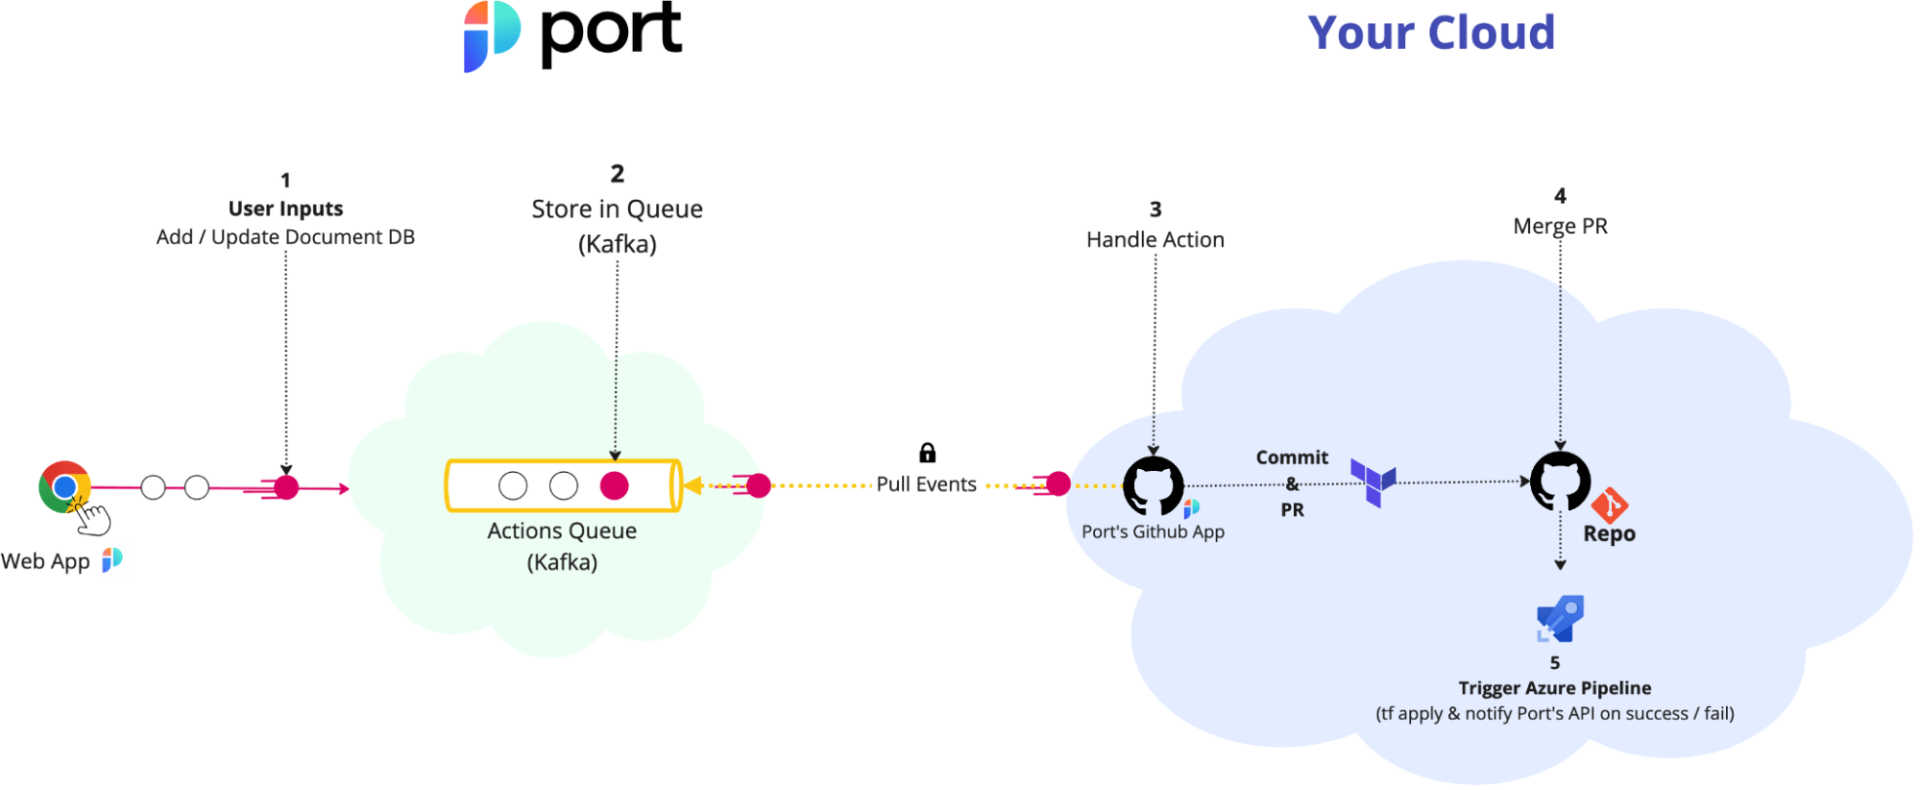 port
Your Cloud
1
User Inputs
Add / Update Document DB
2
Store in Queue
(Kafka)
3
Handle Action
4
Merge PR
Web App
Actions Queue
(Kafka)
Pull Events
Port's Github App
Commit
&
PR
Repo
5
Trigger Azure Pipeline
(tf apply & notify Port's API on success / fail)